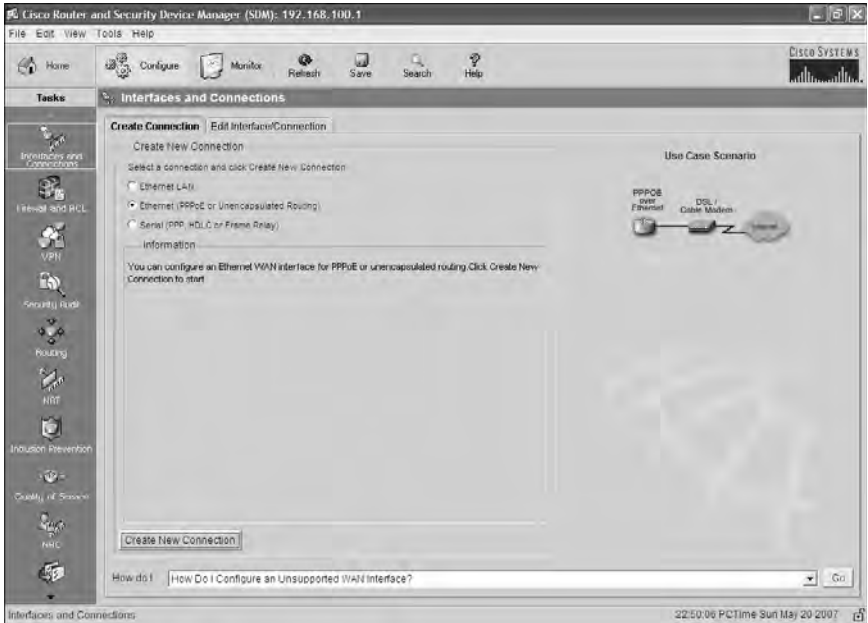 Cisco Router and Security Device Manager (SDM): 192.168.100.1
File Edit View Tools Help
Home Configure Monitor Refresh Save Search Help
CISCO SYSTEMS
Tasks
Interfaces and Connections
Create Connection Edit Interface/Connection
Create New Connection
Select a connection and click Create New Connection
Ethernet LAN
Ethernet (PPPoE or Unencapsulated Routing)
Serial (PPP, HDLC or Frame Relay)
Information
You can configure an Ethernet WAN interface for PPPoE or unencapsulated routing.Click Create New
Connection to start
Create New Connection
How do I How Do I Configure an Unsupported WAN Interface?
Go
Use Case Scenario
PPPOE
over
Ethernet
DSL /
Cable Modem
Internet
Interfaces and
Connections
Firewall and ACL
VPN
Security Audit
Routing
NAT
Intrusion Prevention
Quality of Service
NAC
Interfaces and Connections
22:50:06 PCTime Sun May 20 2007